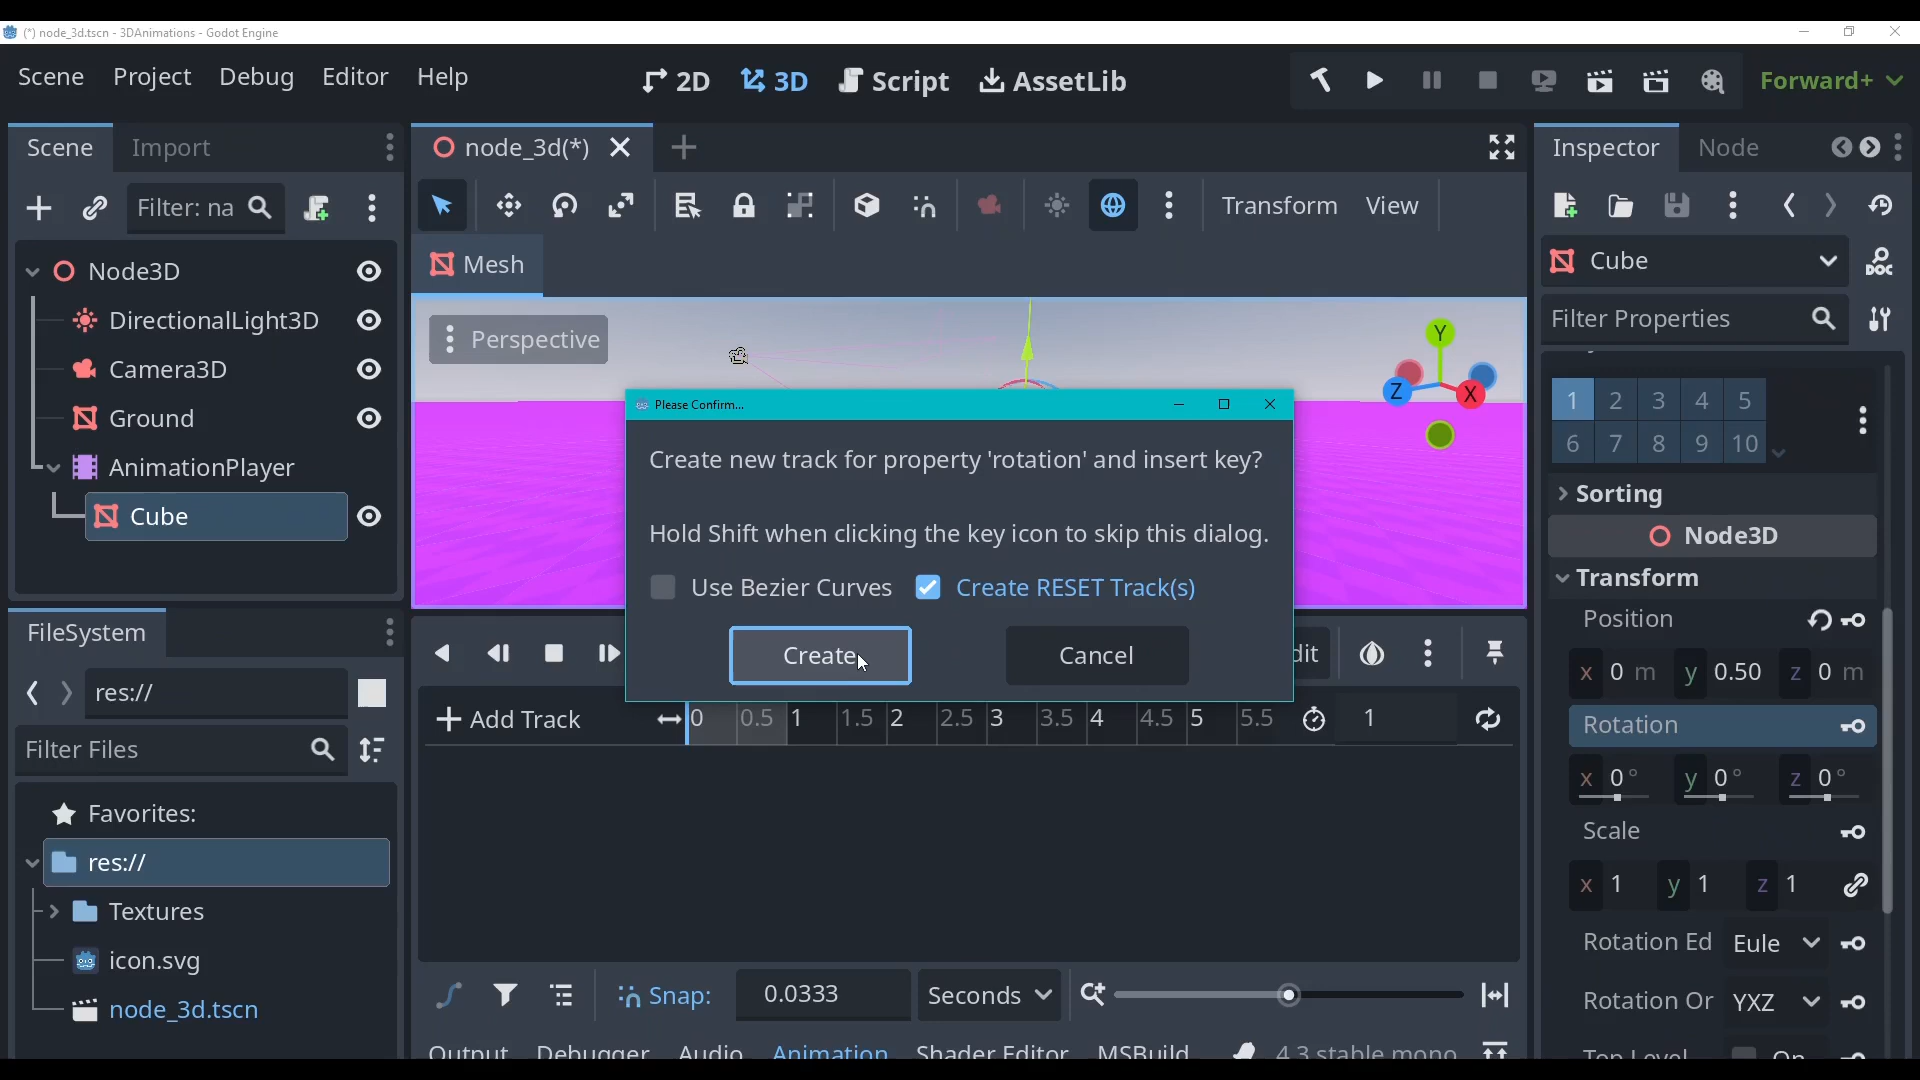 (*) node_3d.tscn - 3DAnimations - Godot Engine
Scene Project Debug Editor Help
2D 3D Script AssetLib
Forward+
Scene Import
node_3d(*)
Inspector Node
Filter: na
Transform View
Mesh
Cube
DOC
Filter Properties
Perspective
Y
Z
X
Node3D
DirectionalLight3D
Camera3D
Ground
AnimationPlayer
Cube
1 2 3 4 5
6 7 8 9 10
Sorting
Node3D
Transform
Position
x 0 m y 0.50 z 0 m
Rotation
x 0° y 0° z 0°
Scale
x 1 y 1 z 1
Rotation Ed Eule
Rotation Or YXZ
Top Level On
Please Confirm...
Create new track for property 'rotation' and insert key?
Hold Shift when clicking the key icon to skip this dialog.
Use Bezier Curves Create RESET Track(s)
Create Cancel
dit
Add Track
0 0.5 1 1.5 2 2.5 3 3.5 4 4.5 5 5.5 1
Snap: 0.0333 Seconds
Output Debugger Audio Animation Shader Editor MSBuild 4.3.stable.mono
FileSystem
res://
Filter Files
Favorites:
res://
Textures
icon.svg
node_3d.tscn